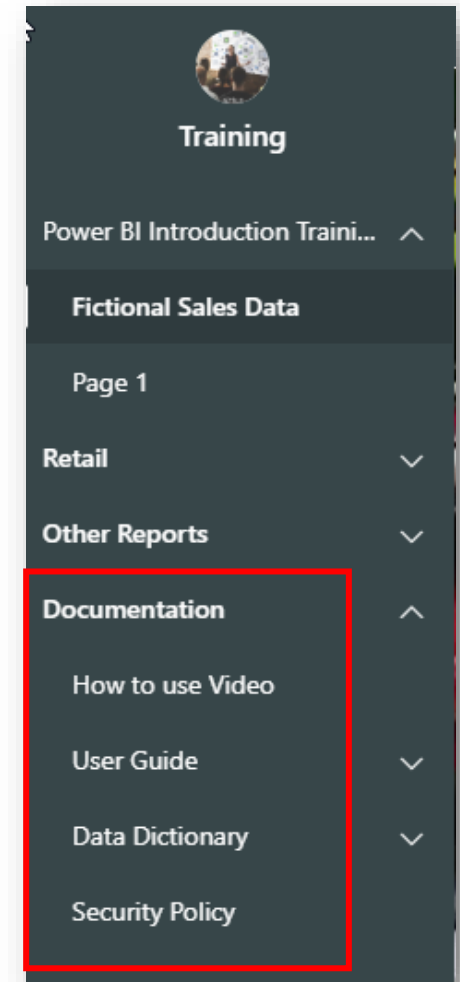 Training
Power BI Introduction Traini...
Fictional Sales Data
Page 1
Retail
Other Reports
Documentation
How to use Video
User Guide
Data Dictionary
Security Policy